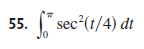 55. ∫₀^π sec²(t/4) dt